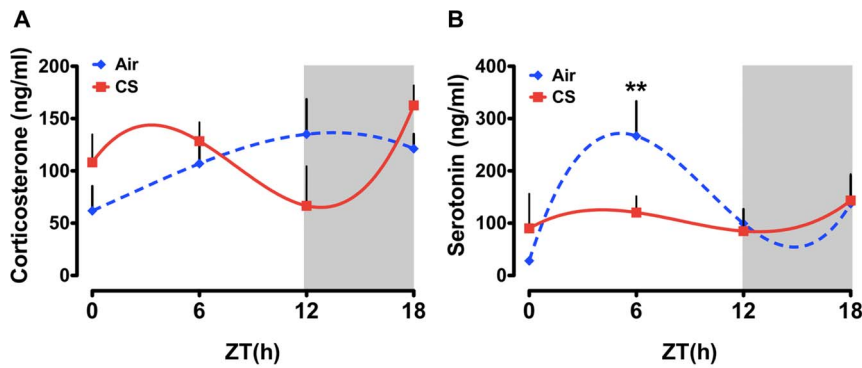 A
Corticosterone (ng/ml)
200
150
100
50
0
Air
CS
0 6 12 18
ZT(h)
B
Serotonin (ng/ml)
400
300
200
100
0
Air
CS
**
0 6 12 18
ZT(h)